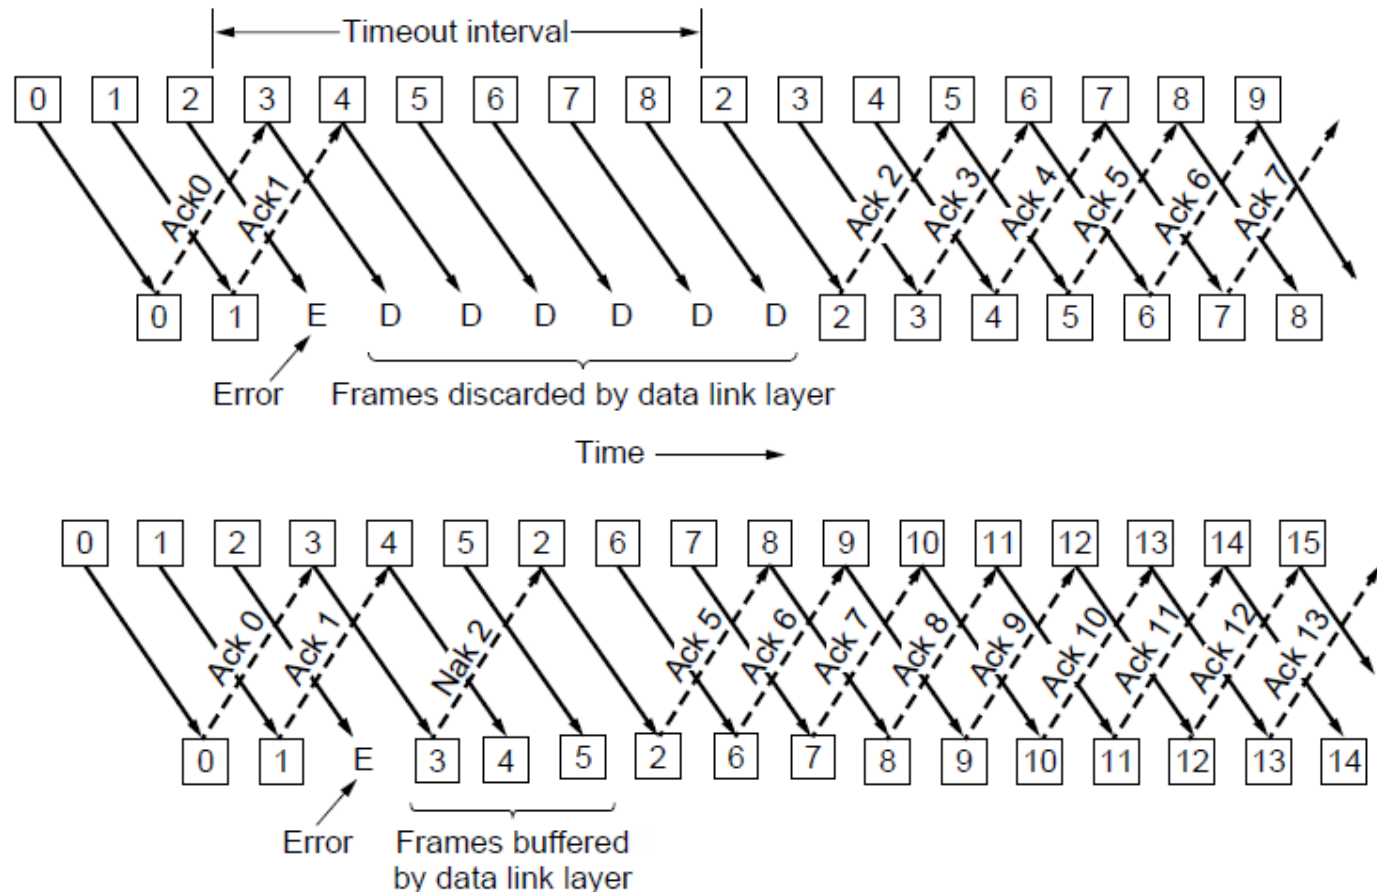 Timeout interval
0 1 2 3 4 5 6 7 8 2 3 4 5 6 7 8 9
Ack0 Ack1 Ack 2 Ack 3 Ack 4 Ack 5 Ack 6 Ack 7
0 1 E D D D D D D 2 3 4 5 6 7 8
Error Frames discarded by data link layer
Time
0 1 2 3 4 5 2 6 7 8 9 10 11 12 13 14 15
Ack 0 Ack 1 Nak 2 Ack 5 Ack 6 Ack 7 Ack 8 Ack 9 Ack 10 Ack 11 Ack 12 Ack 13
0 1 E 3 4 5 2 6 7 8 9 10 11 12 13 14
Error Frames buffered
by data link layer